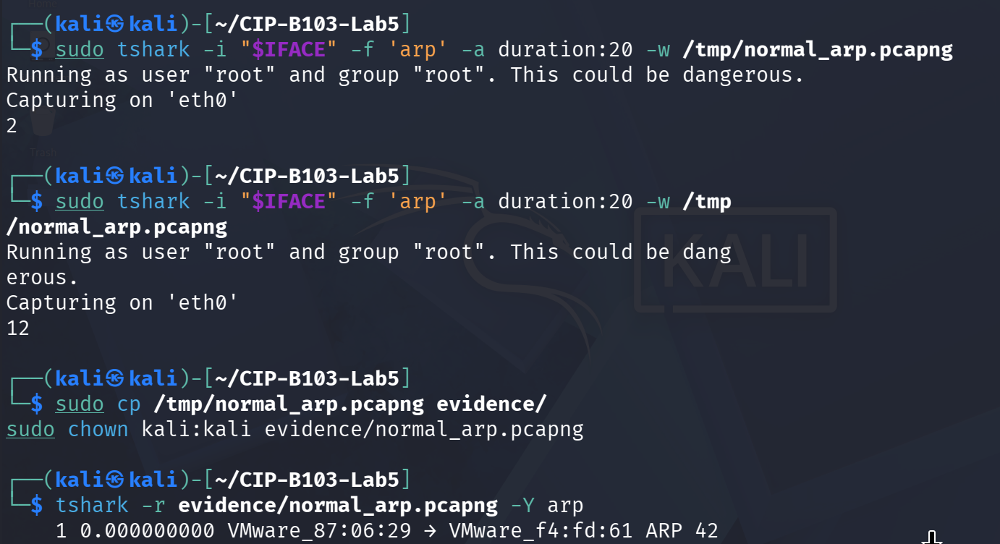 Home
┌──(kali㉿kali)-[~/CIP-B103-Lab5]
└─$ sudo tshark -i "$IFACE" -f 'arp' -a duration:20 -w /tmp/normal_arp.pcapng
Running as user "root" and group "root". This could be dangerous.
Capturing on 'eth0'
2
Trash
┌──(kali㉿kali)-[~/CIP-B103-Lab5]
└─$ sudo tshark -i "$IFACE" -f 'arp' -a duration:20 -w /tmp
/normal_arp.pcapng
Running as user "root" and group "root". This could be dang
erous.
Capturing on 'eth0'
12
KALI
┌──(kali㉿kali)-[~/CIP-B103-Lab5]
└─$ sudo cp /tmp/normal_arp.pcapng evidence/
sudo chown kali:kali evidence/normal_arp.pcapng
┌──(kali㉿kali)-[~/CIP-B103-Lab5]
└─$ tshark -r evidence/normal_arp.pcapng -Y arp
1 0.000000000 VMware_87:06:29 → VMware_f4:fd:61 ARP 42